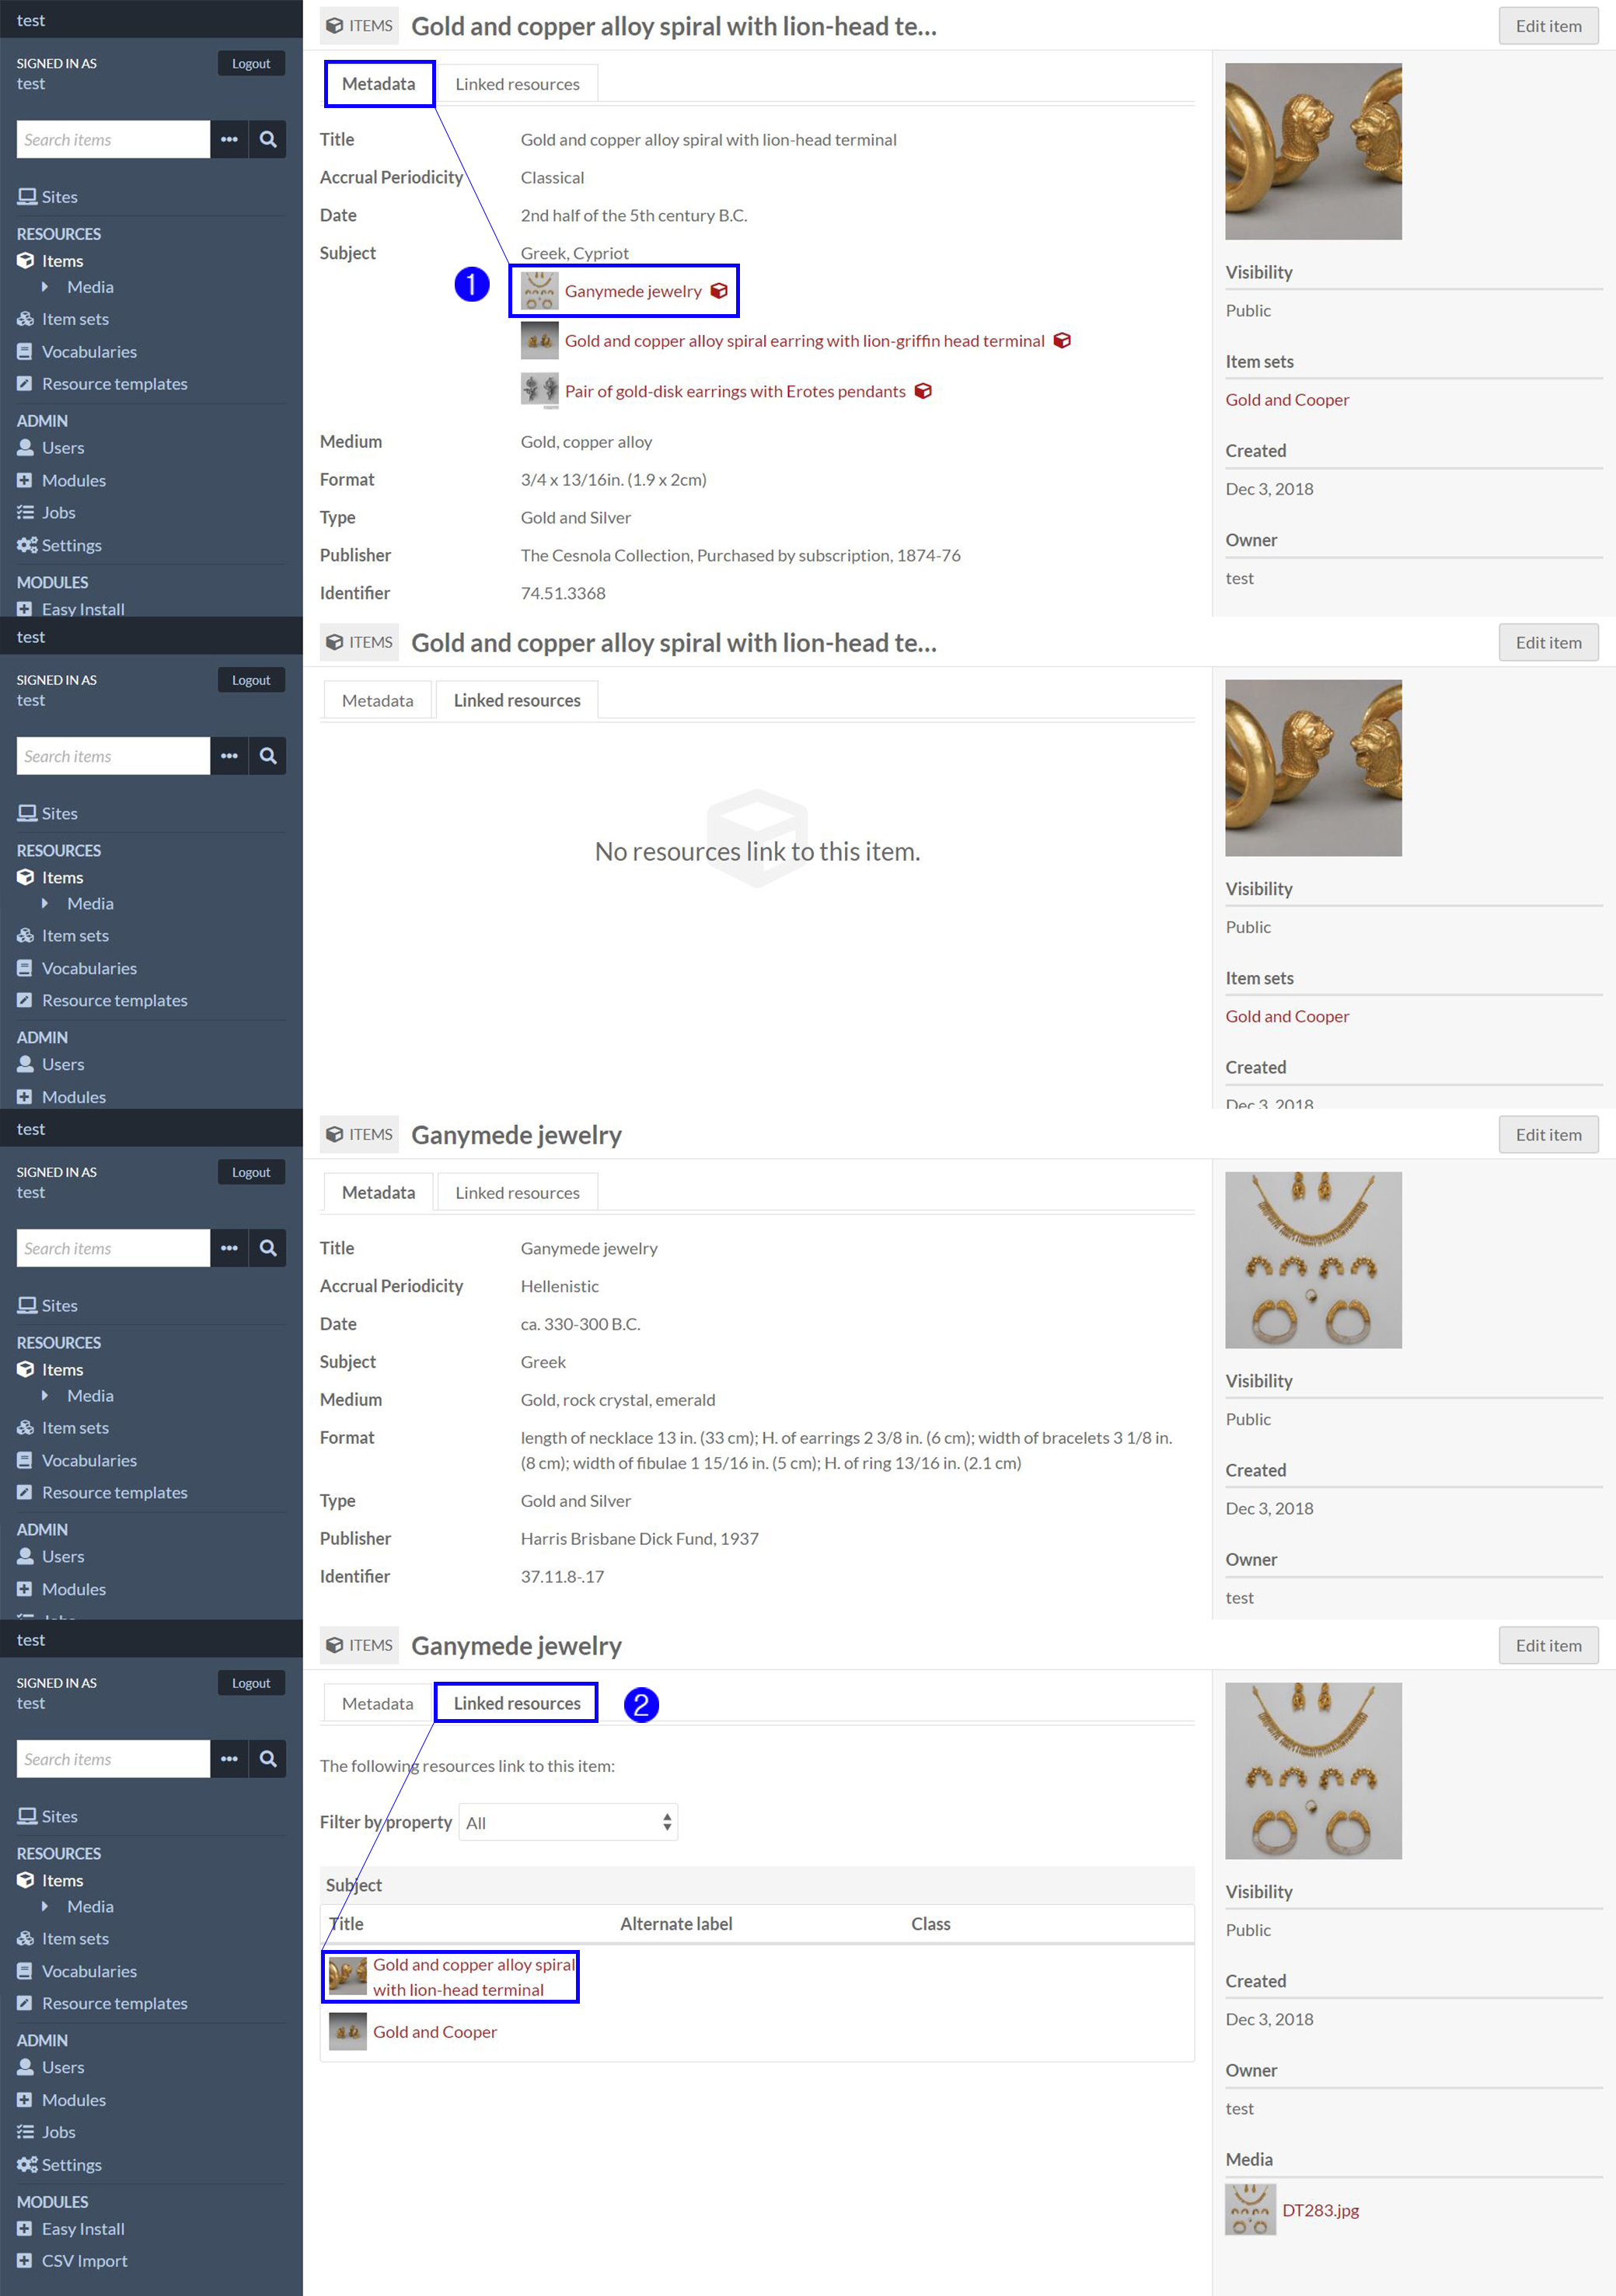 test
SIGNED IN AS
Logout
test
Search items
Sites
RESOURCES
Items
Media
Item sets
Vocabularies
Resource templates
ADMIN
Users
Modules
Jobs
Settings
MODULES
Easy Install
ITEMS
Gold and copper alloy spiral with lion-head te...
Edit item
Metadata
Linked resources
Title
Gold and copper alloy spiral with lion-head terminal
Accrual Periodicity
Classical
Date
2nd half of the 5th century B.C.
Subject
Greek, Cypriot
1
Ganymede jewelry
Gold and copper alloy spiral earring with lion-griffin head terminal
Pair of gold-disk earrings with Erotes pendants
Medium
Gold, copper alloy
Format
3/4 x 13/16in. (1.9 x 2cm)
Type
Gold and Silver
Publisher
The Cesnola Collection, Purchased by subscription, 1874-76
Identifier
74.51.3368
Visibility
Public
Item sets
Gold and Cooper
Created
Dec 3, 2018
Owner
test
test
SIGNED IN AS
Logout
test
Search items
Sites
RESOURCES
Items
Media
Item sets
Vocabularies
Resource templates
ADMIN
Users
Modules
ITEMS
Gold and copper alloy spiral with lion-head te...
Edit item
Metadata
Linked resources
No resources link to this item.
Visibility
Public
Item sets
Gold and Cooper
Created
Dec 3, 2018
test
SIGNED IN AS
Logout
test
Search items
Sites
RESOURCES
Items
Media
Item sets
Vocabularies
Resource templates
ADMIN
Users
Modules
Jobs
ITEMS
Ganymede jewelry
Edit item
Metadata
Linked resources
Title
Ganymede jewelry
Accrual Periodicity
Hellenistic
Date
ca. 330-300 B.C.
Subject
Greek
Medium
Gold, rock crystal, emerald
Format
length of necklace 13 in. (33 cm); H. of earrings 2 3/8 in. (6 cm); width of bracelets 3 1/8 in.
(8 cm); width of fibulae 1 15/16 in. (5 cm); H. of ring 13/16 in. (2.1 cm)
Type
Gold and Silver
Publisher
Harris Brisbane Dick Fund, 1937
Identifier
37.11.8-.17
Visibility
Public
Created
Dec 3, 2018
Owner
test
test
SIGNED IN AS
Logout
test
Search items
Sites
RESOURCES
Items
Media
Item sets
Vocabularies
Resource templates
ADMIN
Users
Modules
Jobs
Settings
MODULES
Easy Install
CSV Import
ITEMS
Ganymede jewelry
Edit item
Metadata
Linked resources
2
The following resources link to this item:
Filter by property
All
Subject
Title
Alternate label
Class
Gold and copper alloy spiral
with lion-head terminal
Gold and Cooper
Visibility
Public
Created
Dec 3, 2018
Owner
test
Media
DT283.jpg